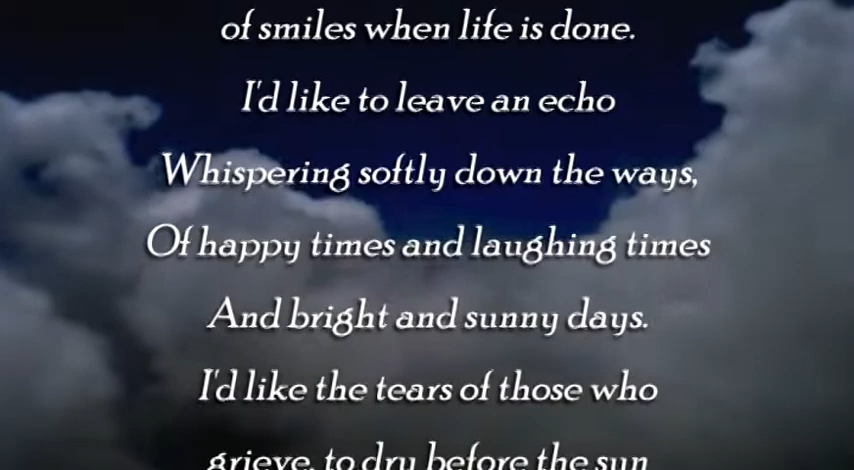 of smiles when life is done.
I'd like to leave an echo
Whispering softly down the ways,
Of happy times and laughing times
And bright and sunny days.
I'd like the tears of those who
grieve, to dry before the sun